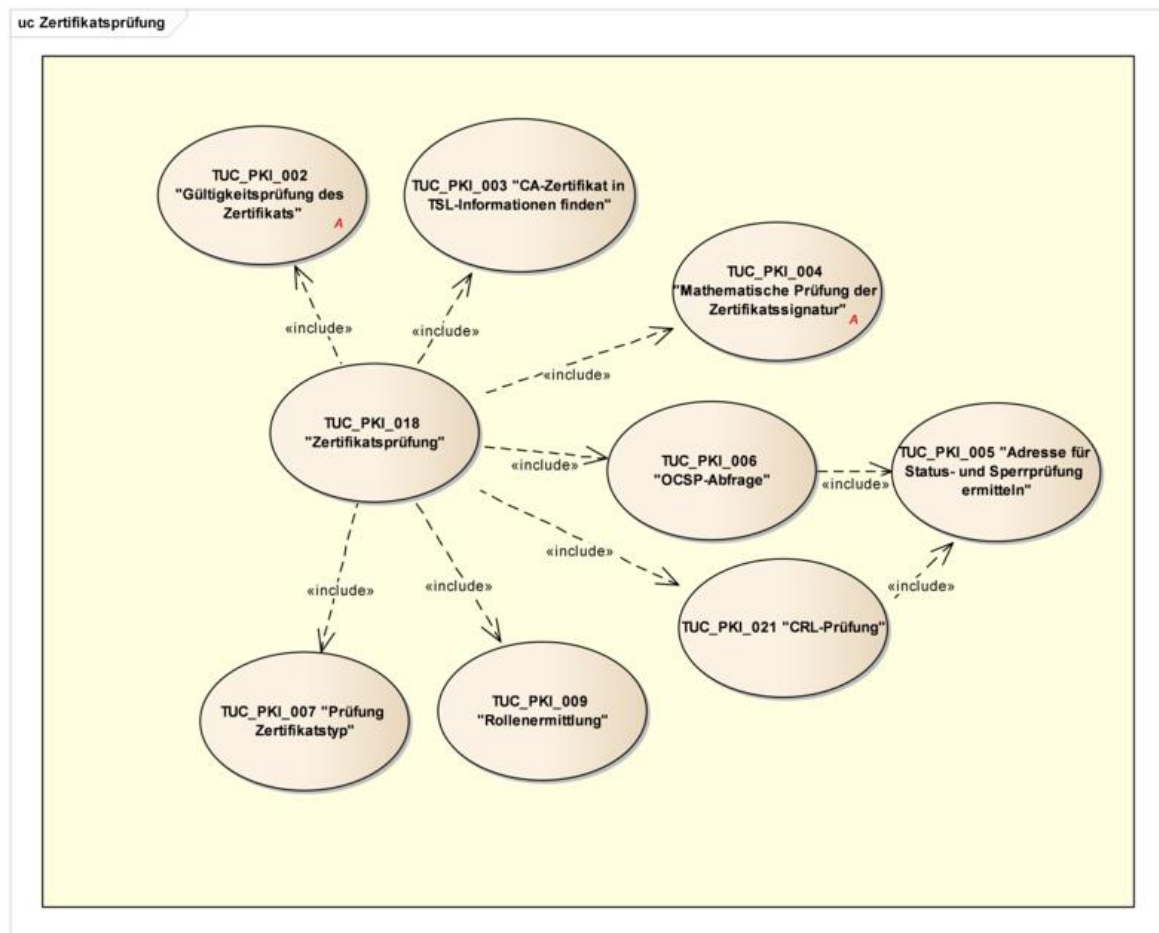 uc Zertifikatsprüfung
TUC_PKI_002
"Gültigkeitsprüfung des
Zertifikats"
A
TUC_PKI_003 "CA-Zertifikat in
TSL-Informationen finden"
TUC_PKI_004
"Mathematische Prüfung der
Zertifikatssignatur"
A
«include»
«include»
«include»
TUC_PKI_018
"Zertifikatsprüfung"
«include»
TUC_PKI_006
"OCSP-Abfrage"
«include»
TUC_PKI_005 "Adresse für
Status- und Sperrprüfung
ermitteln"
«include»
«include»
«include»
«include»
TUC_PKI_021 "CRL-Prüfung"
TUC_PKI_007 "Prüfung
Zertifikatstyp"
TUC_PKI_009
"Rollenermittlung"